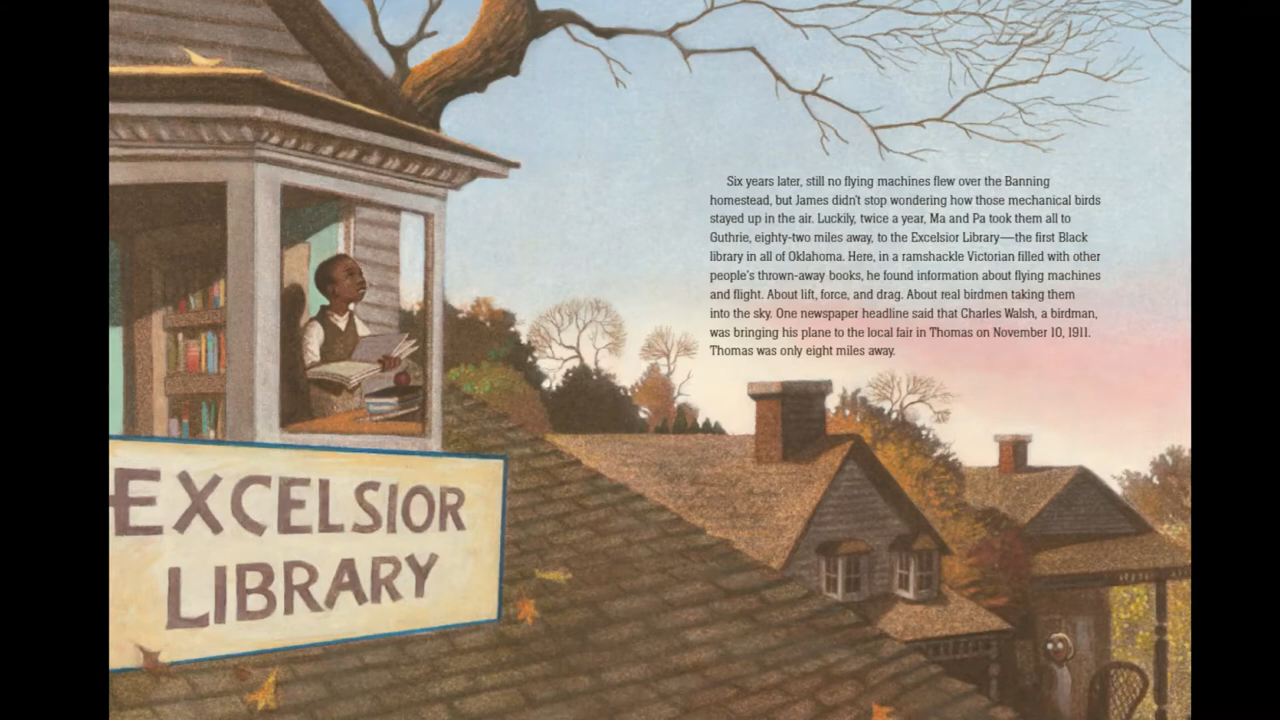 Six years later, still no flying machines flew over the Banning
homestead, but James didn't stop wondering how those mechanical birds
stayed up in the air. Luckily, twice a year, Ma and Pa took them all to
Guthrie, eighty-two miles away, to the Excelsior Library—the first Black
library in all of Oklahoma. Here, in a ramshackle Victorian filled with other
people's thrown-away books, he found information about flying machines
and flight. About lift, force, and drag. About real birdmen taking them
into the sky. One newspaper headline said that Charles Walsh, a birdman,
was bringing his plane to the local fair in Thomas on November 10, 1911.
Thomas was only eight miles away.
EXCELSIOR
LIBRARY